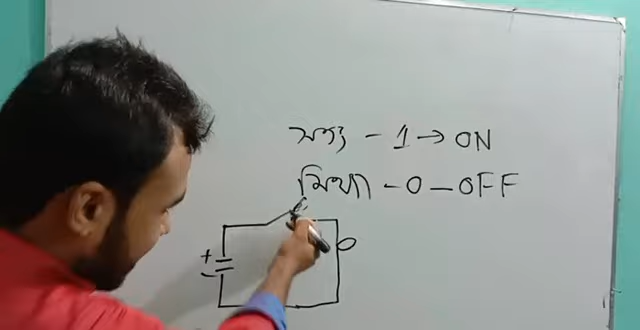 সত্য - 1 → ON
মিথ্যা - 0 - OFF
+
-